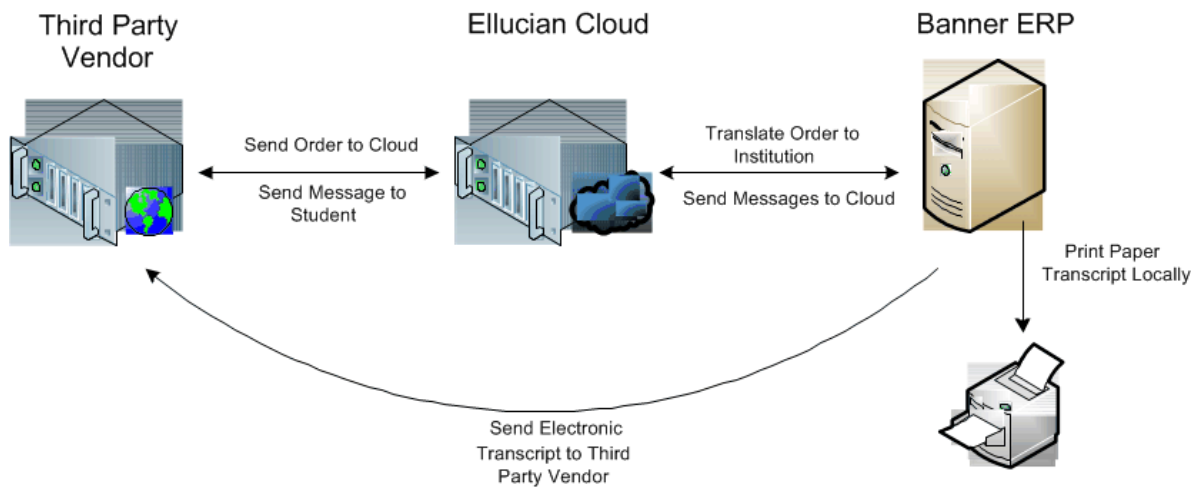 Third Party
Vendor
Ellucian Cloud
Banner ERP
Send Order to Cloud
Send Message to
Student
Translate Order to
Institution
Send Messages to Cloud
Print Paper
Transcript Locally
Send Electronic
Transcript to Third
Party Vendor